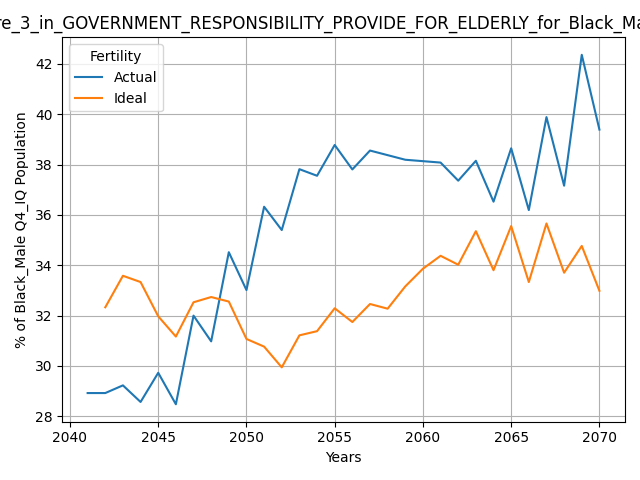 re_3_in_GOVERNMENT_RESPONSIBILITY_PROVIDE_FOR_ELDERLY_for_Black_Ma
Fertility
Actual
Ideal
% of Black_Male Q4_IQ Population
42
40
38
36
34
32
30
28
2040
2045
2050
2055
2060
2065
2070
Years